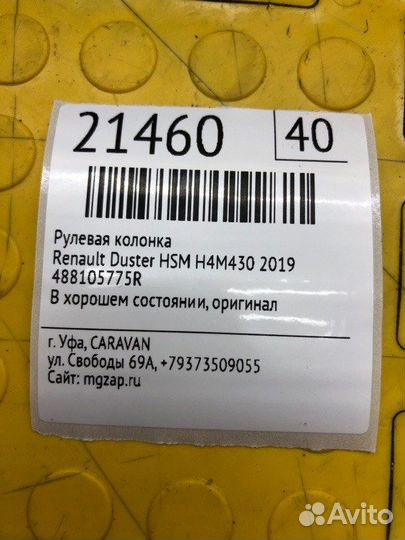 21460
40
Рулевая колонка
Renault Duster HSM H4M430 2019
488105775R
В хорошем состоянии, оригинал
г. Уфа, CARAVAN
ул. Свободы 69А, +79373509055
Сайт: mgzap.ru
Avito